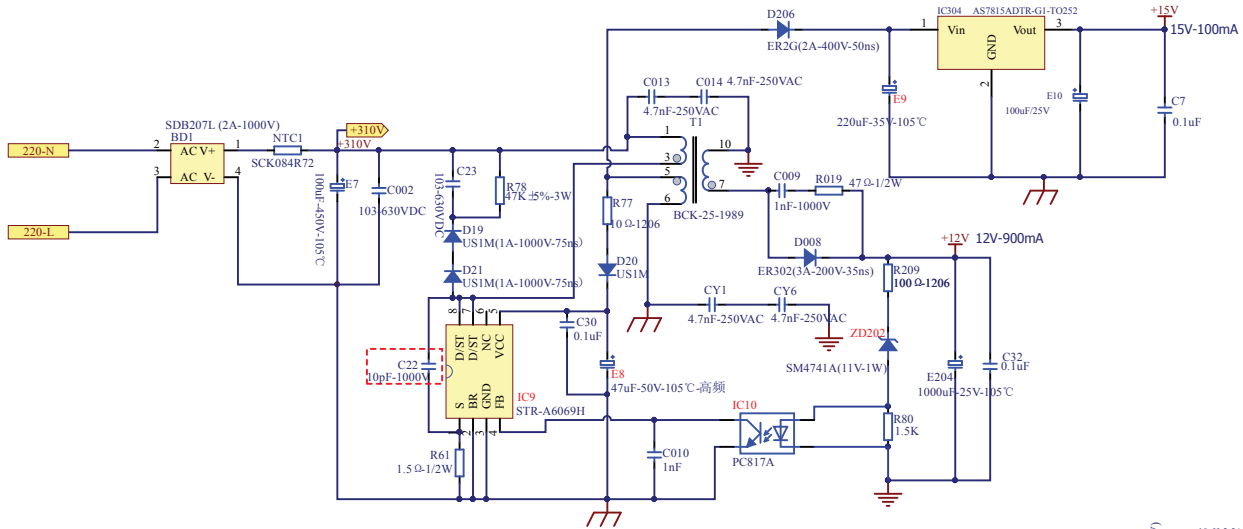 D206
ER2G(2A-400V-50ns)
IC304 AS7815ADTR-G1-TO252
1
Vin
Vout
3
GND
2
+15V
15V-100mA
E9
220uF-35V-105℃
E10
100uF/25V
C7
0.1uF
C013
4.7nF-250VAC
C014
4.7nF-250VAC
T1
1
3
5
6
10
7
BCK-25-1989
SDB207L (2A-1000V)
BD1
220-N
2
AC V+
1
3
AC V-
4
220-L
NTC1
SCK084R72
+310V
+310V
E7
100uF-450V-105℃
C002
103-630VDC
C23
103-630VDC
R78
47K±5%-3W
D19
US1M(1A-1000V-75ns)
D21
US1M(1A-1000V-75ns)
R77
10Ω-1206
D20
US1M
C009
1nF-1000V
R019
47Ω-1/2W
D008
ER302(3A-200V-35ns)
+12V
12V-900mA
R209
100Ω-1206
CY1
4.7nF-250VAC
CY6
4.7nF-250VAC
ZD202
SM4741A(11V-1W)
E204
1000uF-25V-105℃
C32
0.1uF
C22
10pF-1000V
8
7
6
5
D/ST
D/ST
NC
VCC
S
BR
GND
FB
1
2
3
4
IC9
STR-A6069H
C30
0.1uF
E8
47uF-50V-105℃-高频
R61
1.5Ω-1/2W
C010
1nF
IC10
PC817A
R80
1.5K